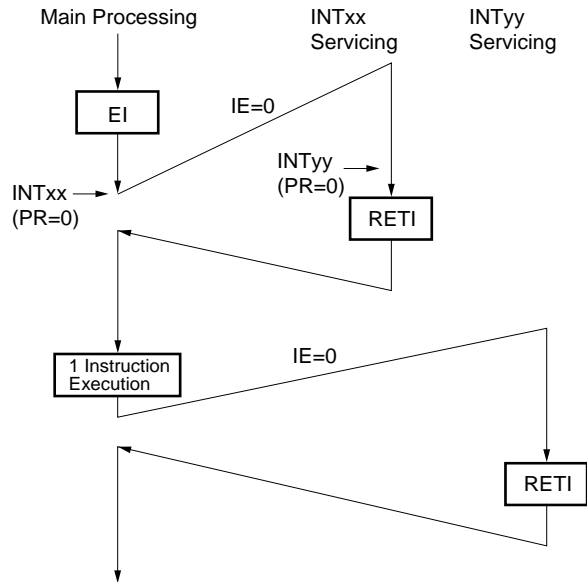 Main Processing
INTxx
Servicing
INTyy
Servicing
EI
IE=0
INTxx
(PR=0)
INTyy
(PR=0)
RETI
1 Instruction
Execution
IE=0
RETI